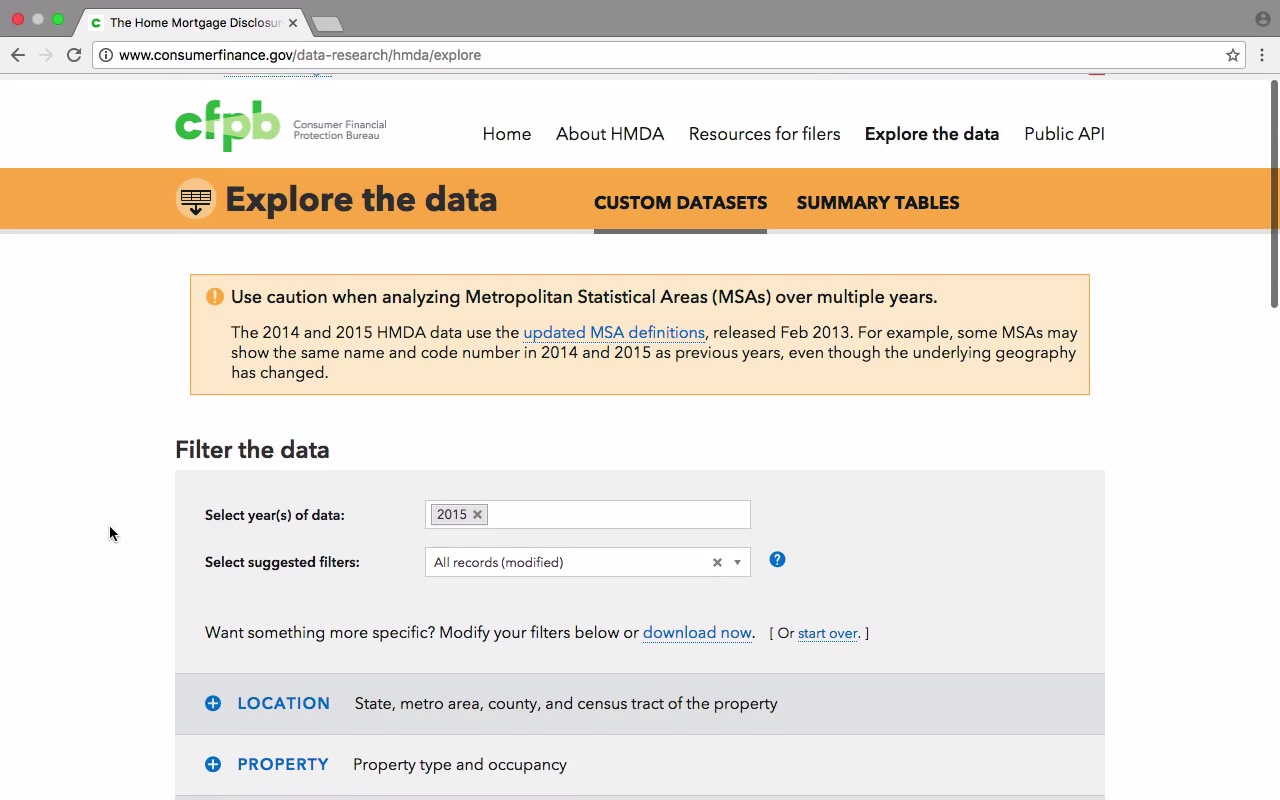 The Home Mortgage Disclosu
www.consumerfinance.gov/data-research/hmda/explore
cfpb Consumer Financial
Protection Bureau
Home About HMDA Resources for filers Explore the data Public API
Explore the data CUSTOM DATASETS SUMMARY TABLES
Use caution when analyzing Metropolitan Statistical Areas (MSAs) over multiple years.
The 2014 and 2015 HMDA data use the updated MSA definitions, released Feb 2013. For example, some MSAs may
show the same name and code number in 2014 and 2015 as previous years, even though the underlying geography
has changed.
Filter the data
Select year(s) of data: 2015
Select suggested filters: All records (modified)
Want something more specific? Modify your filters below or download now. [ Or start over. ]
LOCATION State, metro area, county, and census tract of the property
PROPERTY Property type and occupancy